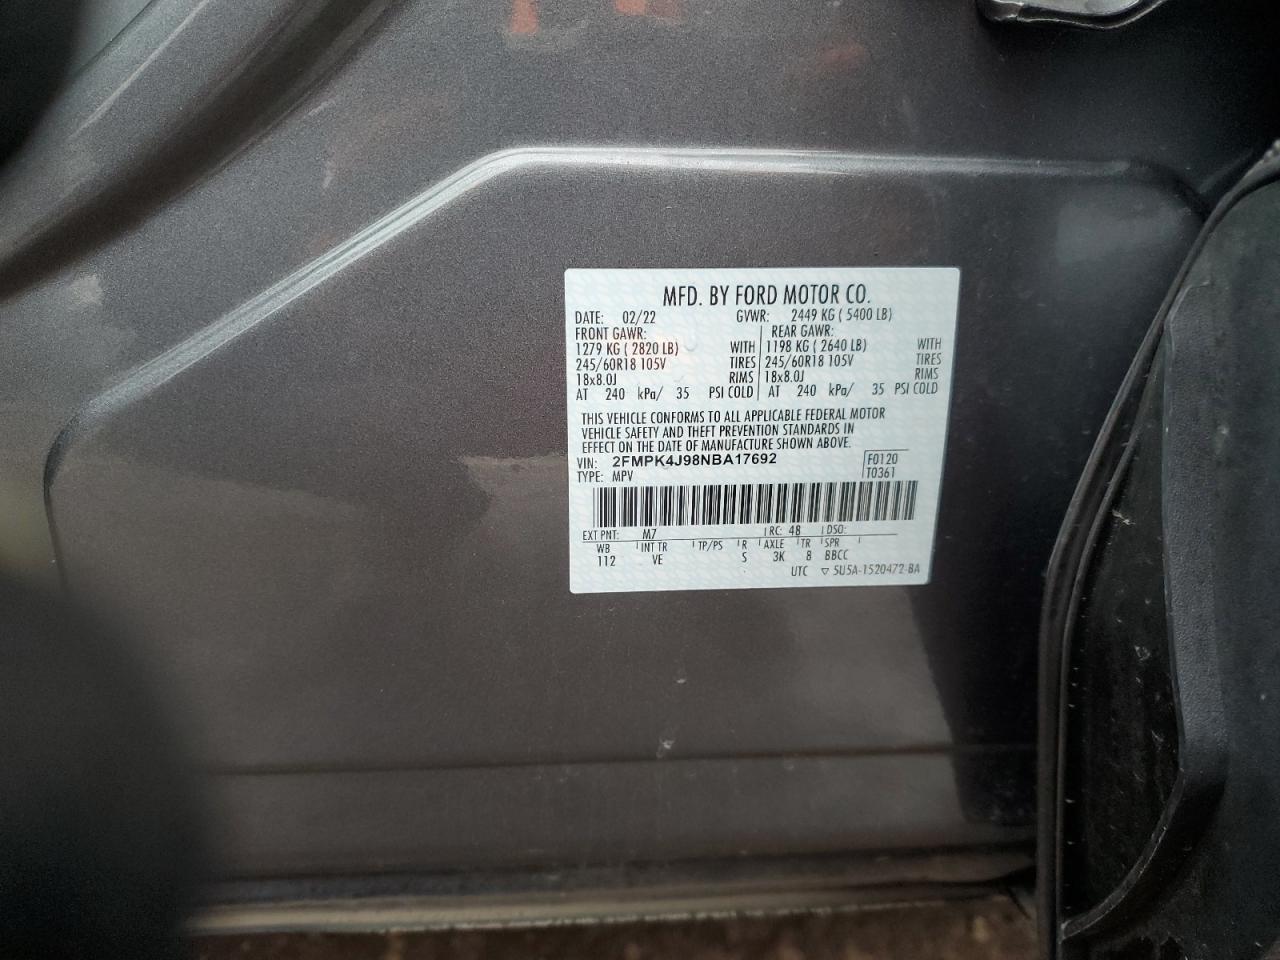 MFD. BY FORD MOTOR CO.
DATE: 02/22 GVWR: 2449 KG ( 5400 LB)
FRONT GAWR: REAR GAWR:
1279 KG ( 2820 LB) WITH 1198 KG ( 2640 LB) WITH
245/60R18 105V TIRES 245/60R18 105V TIRES
18x8.0J RIMS 18x8.0J RIMS
AT 240 kPa/ 35 PSI COLD AT 240 kPa/ 35 PSI COLD
THIS VEHICLE CONFORMS TO ALL APPLICABLE FEDERAL MOTOR
VEHICLE SAFETY AND THEFT PREVENTION STANDARDS IN
EFFECT ON THE DATE OF MANUFACTURE SHOWN ABOVE.
VIN: 2FMPK4J98NBA17692 F0120
TYPE: MPV T0361
EXT PNT: M7 RC: 48 DSO:
WB INT TR TP/PS R AXLE TR SPR
112 VE S 3K 8 BBCC
UTC ▽ 5U5A-1520472-BA